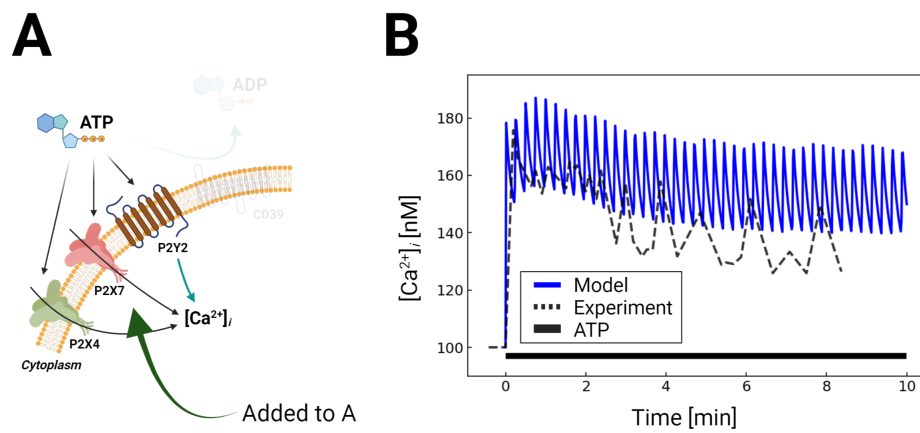 A
B
ADP
ATP
CD39
P2Y2
P2X7
[Ca²⁺]ᵢ
P2X4
Cytoplasm
Added to A
[Ca²⁺]ᵢ [nM]
180
160
140
120
100
Model
Experiment
ATP
0 2 4 6 8 10
Time [min]